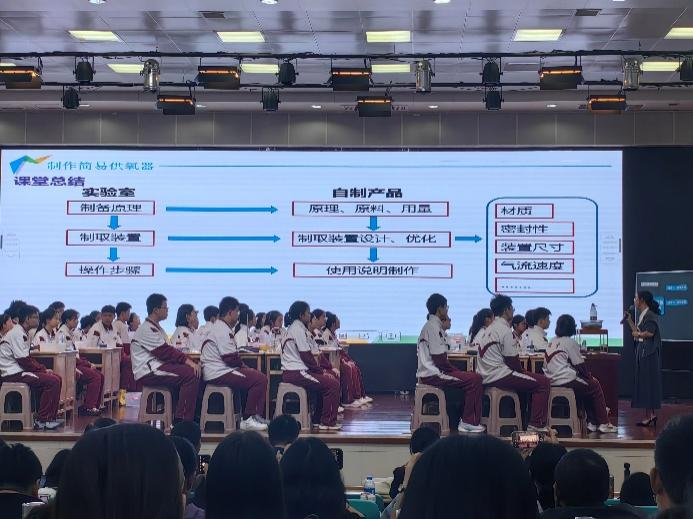 制作简易供氧器
课堂总结
实验室
自制产品
制备原理
原理、原料、用量
材质
密封性
制取装置
制取装置设计、优化
装置尺寸
气流速度
操作步骤
使用说明制作
………